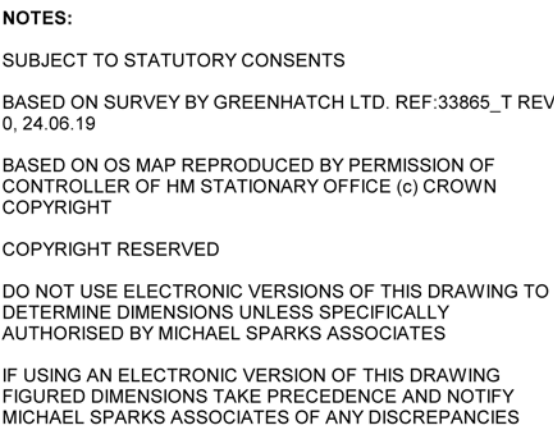 NOTES:
SUBJECT TO STATUTORY CONSENTS
BASED ON SURVEY BY GREENHATCH LTD. REF:33865_T REV
0, 24.06.19
BASED ON OS MAP REPRODUCED BY PERMISSION OF
CONTROLLER OF HM STATIONARY OFFICE (c) CROWN
COPYRIGHT
COPYRIGHT RESERVED
DO NOT USE ELECTRONIC VERSIONS OF THIS DRAWING TO
DETERMINE DIMENSIONS UNLESS SPECIFICALLY
AUTHORISED BY MICHAEL SPARKS ASSOCIATES
IF USING AN ELECTRONIC VERSION OF THIS DRAWING
FIGURED DIMENSIONS TAKE PRECEDENCE AND NOTIFY
MICHAEL SPARKS ASSOCIATES OF ANY DISCREPANCIES